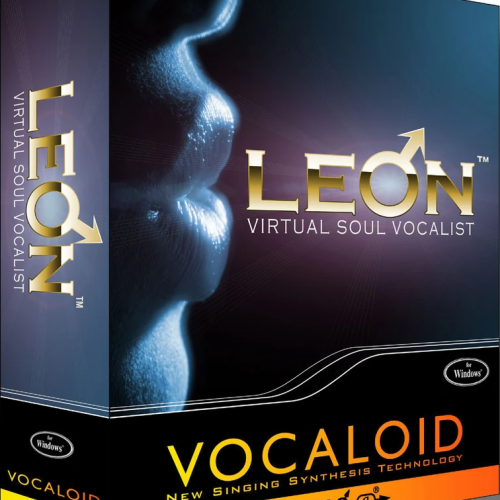 LEON™
VIRTUAL SOUL VOCALIST
LEON™
VIRTUAL SOUL VOCALIST
for
Windows®
for
Windows®
VOCALOID
NEW SINGING SYNTHESIS TECHNOLOGY
VOCALOID
®